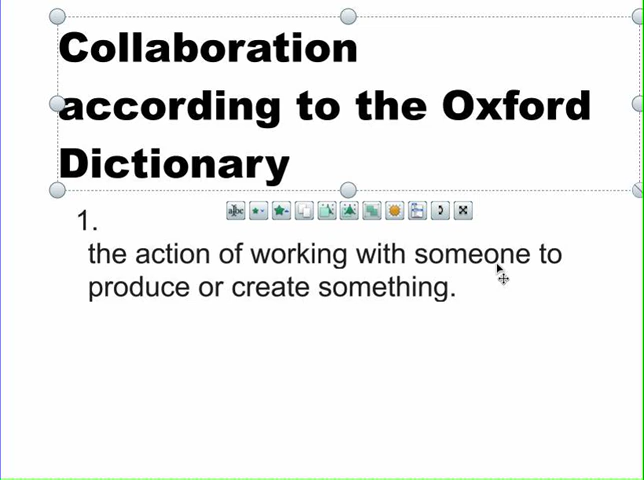 Collaboration
according to the Oxford
Dictionary
1.
the action of working with someone to
produce or create something.